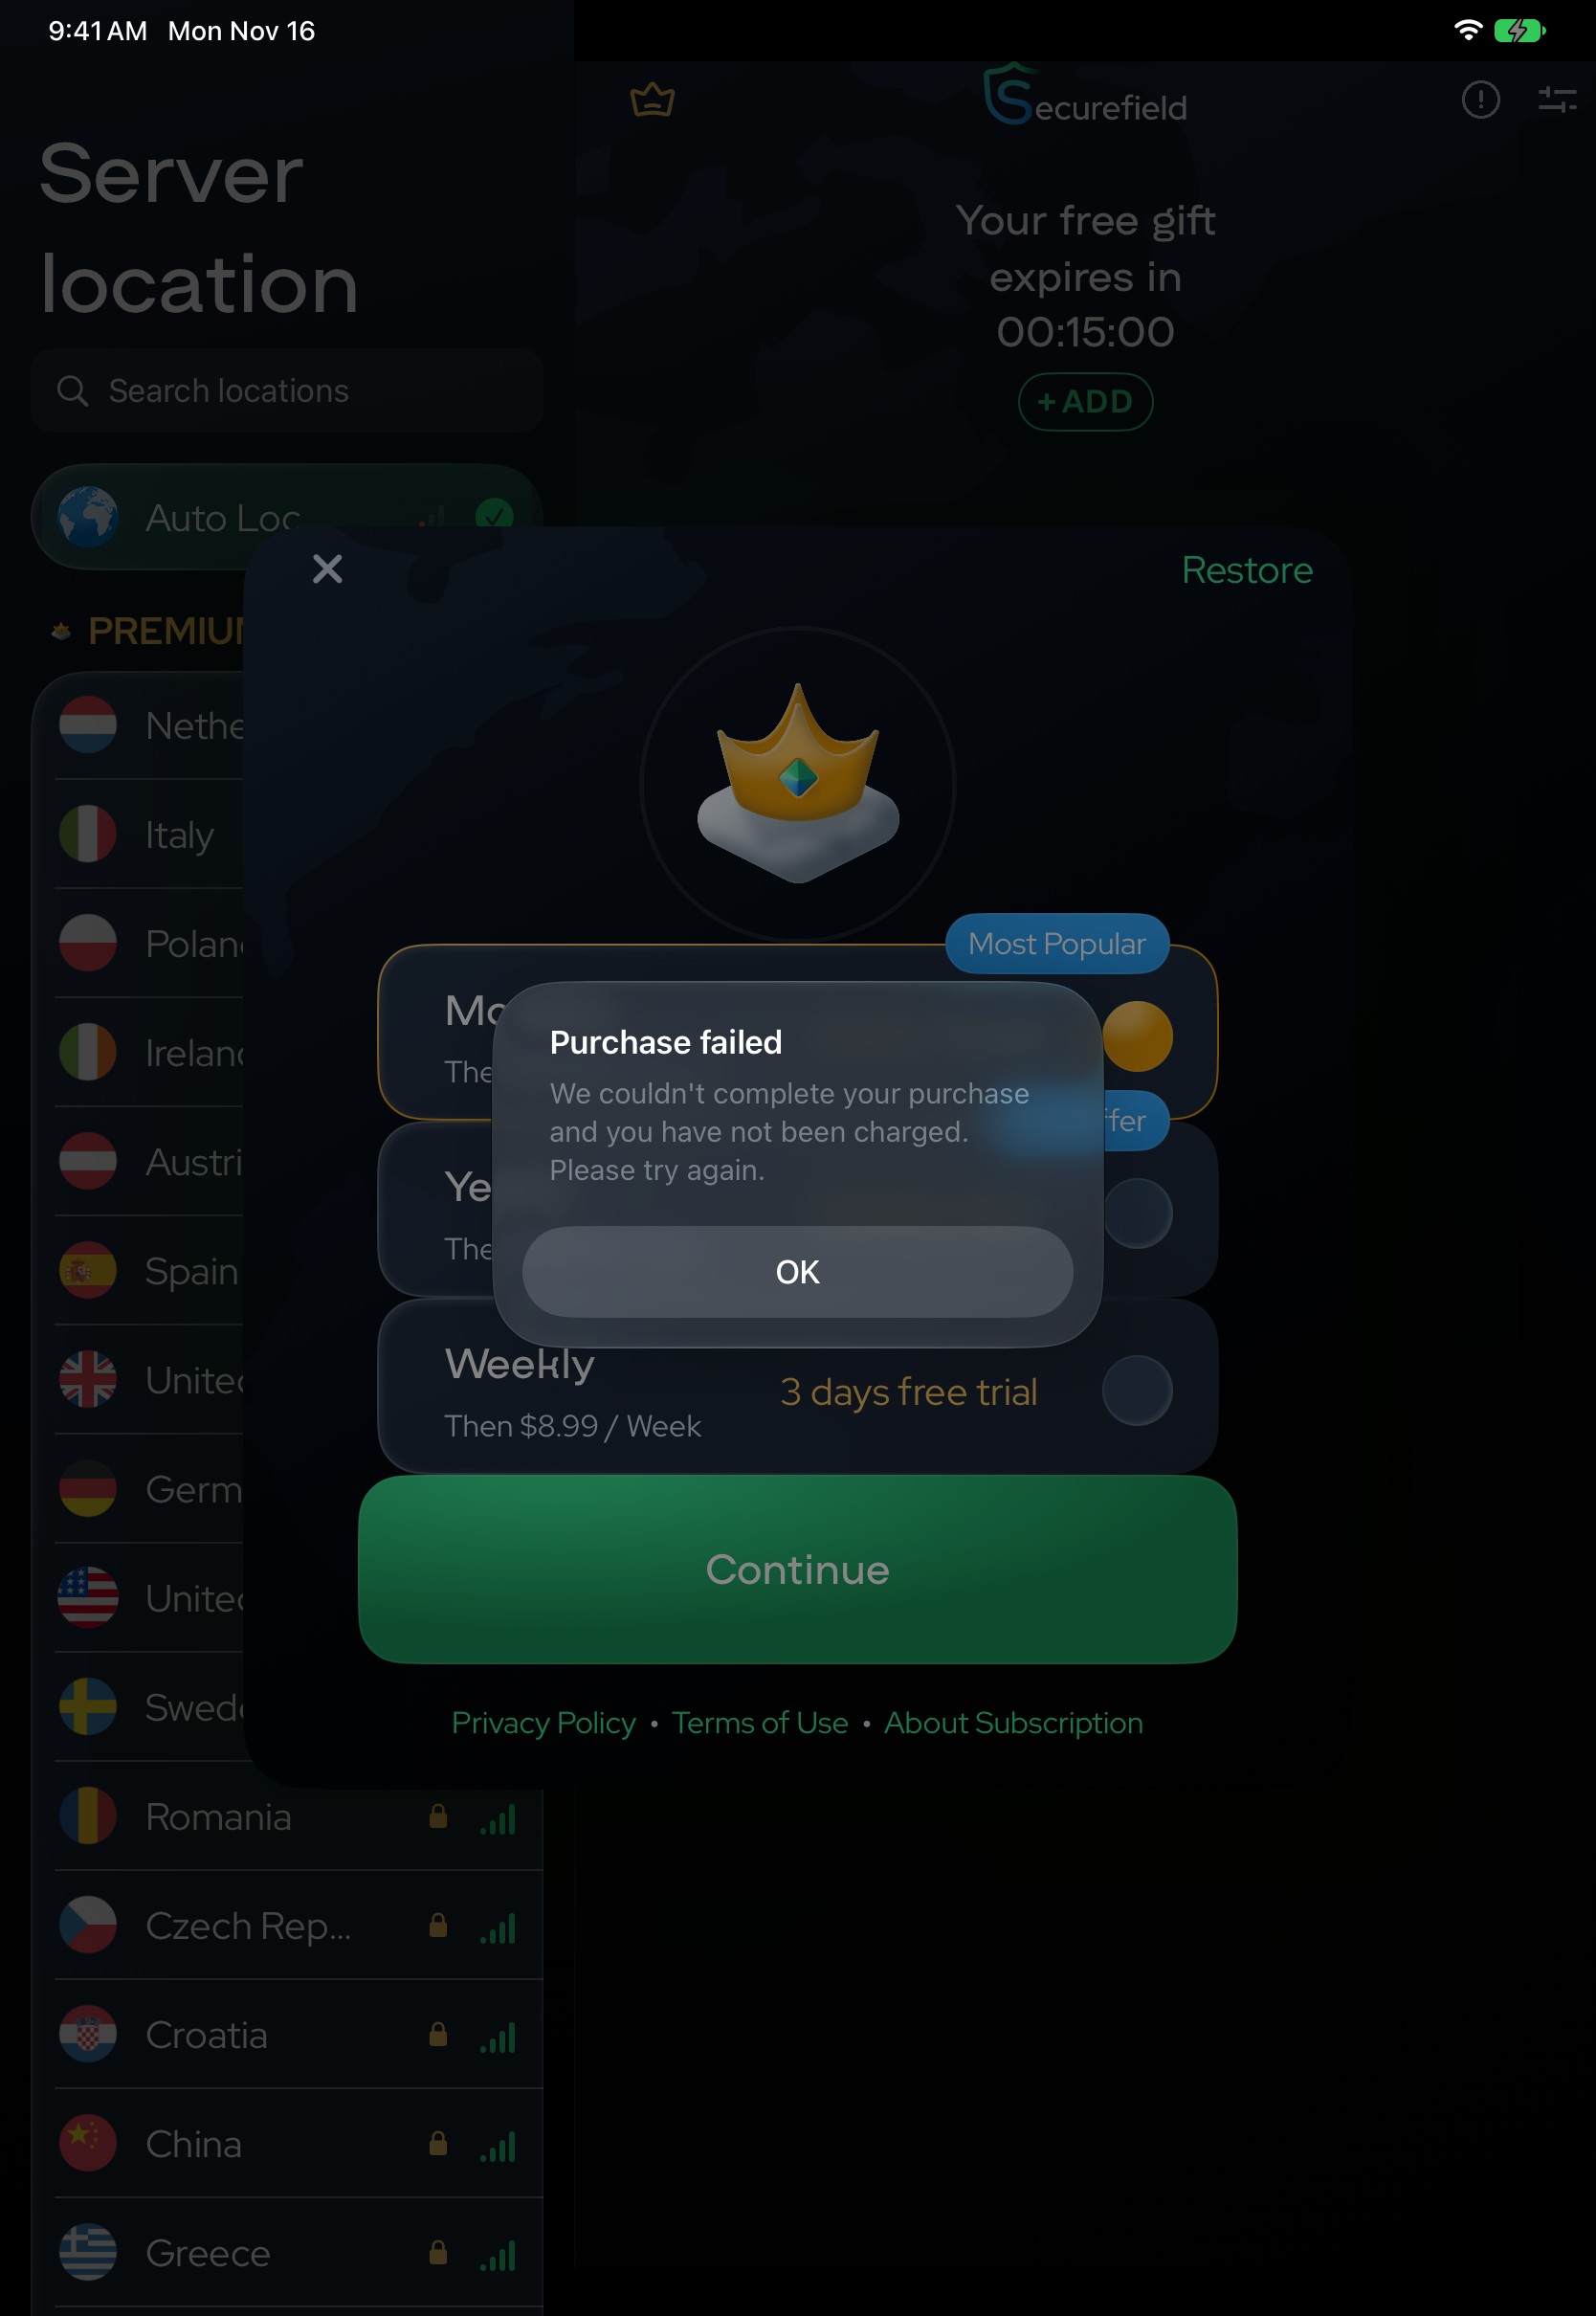 9:41 AM Mon Nov 16
Server
location
Search locations
Auto Loc
PREMIUM
Nethe
Italy
Polan
Irelan
Austri
Spain
Unite
Germ
Unite
Swed
Romania
Czech Rep...
Croatia
China
Greece
Securefield
Your free gift
expires in
00:15:00
+ ADD
Restore
Most Popular
Mo
The
ffer
Ye
The
Purchase failed
We couldn't complete your purchase
and you have not been charged.
Please try again.
OK
Weekly
3 days free trial
Then $8.99 / Week
Continue
Privacy Policy • Terms of Use • About Subscription